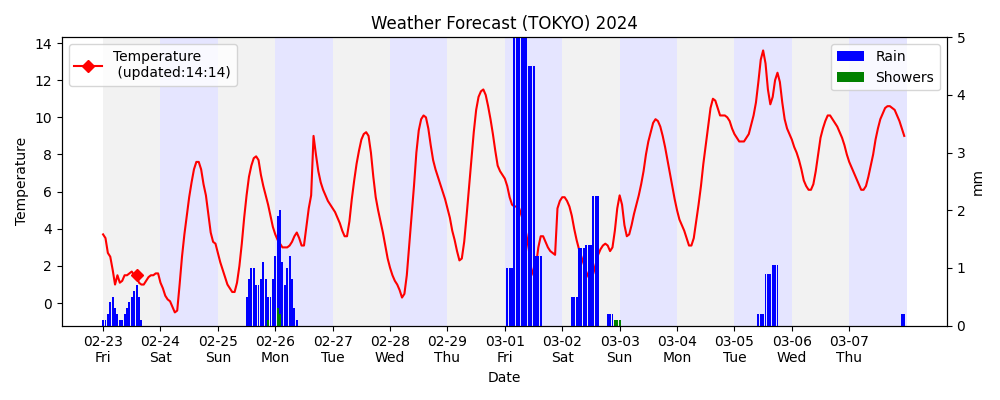 Weather Forecast (TOKYO) 2024
Temperature
(updated:14:14)
Rain
Showers
Temperature
14
12
10
8
6
4
2
0
5
4
3
2
1
0
mm
02-23 02-24 02-25 02-26 02-27 02-28 02-29 03-01 03-02 03-03 03-04 03-05 03-06 03-07
Fri Sat Sun Mon Tue Wed Thu Fri Sat Sun Mon Tue Wed Thu
Date